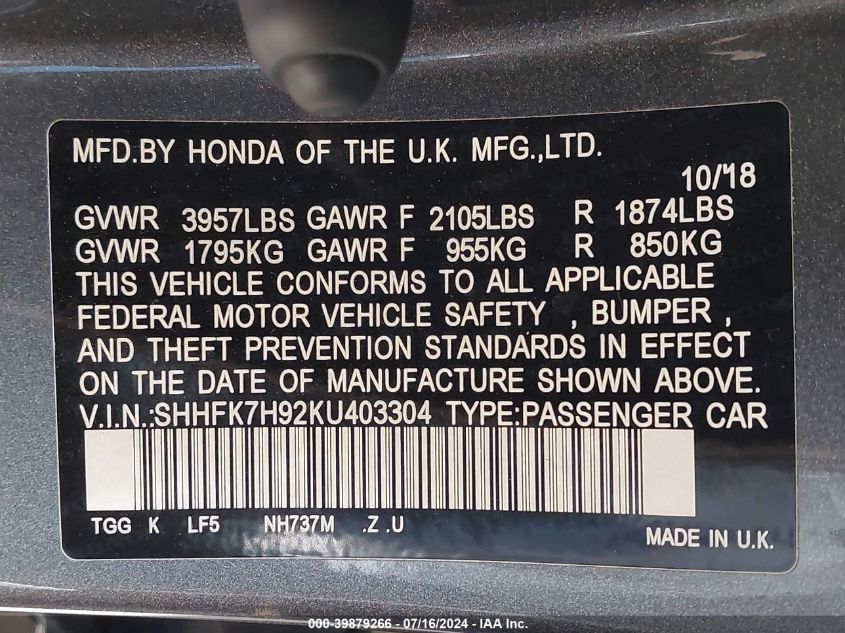 MFD.BY HONDA OF THE U.K. MFG.,LTD.
10/18
GVWR 3957LBS GAWR F 2105LBS R 1874LBS
GVWR 1795KG GAWR F 955KG R 850KG
THIS VEHICLE CONFORMS TO ALL APPLICABLE
FEDERAL MOTOR VEHICLE SAFETY , BUMPER ,
AND THEFT PREVENTION STANDARDS IN EFFECT
ON THE DATE OF MANUFACTURE SHOWN ABOVE.
V.I.N.:SHHFK7H92KU403304 TYPE:PASSENGER CAR
TGG K LF5 NH737M .Z .U
MADE IN U.K.
000-39879266 - 07/16/2024 - IAA Inc.